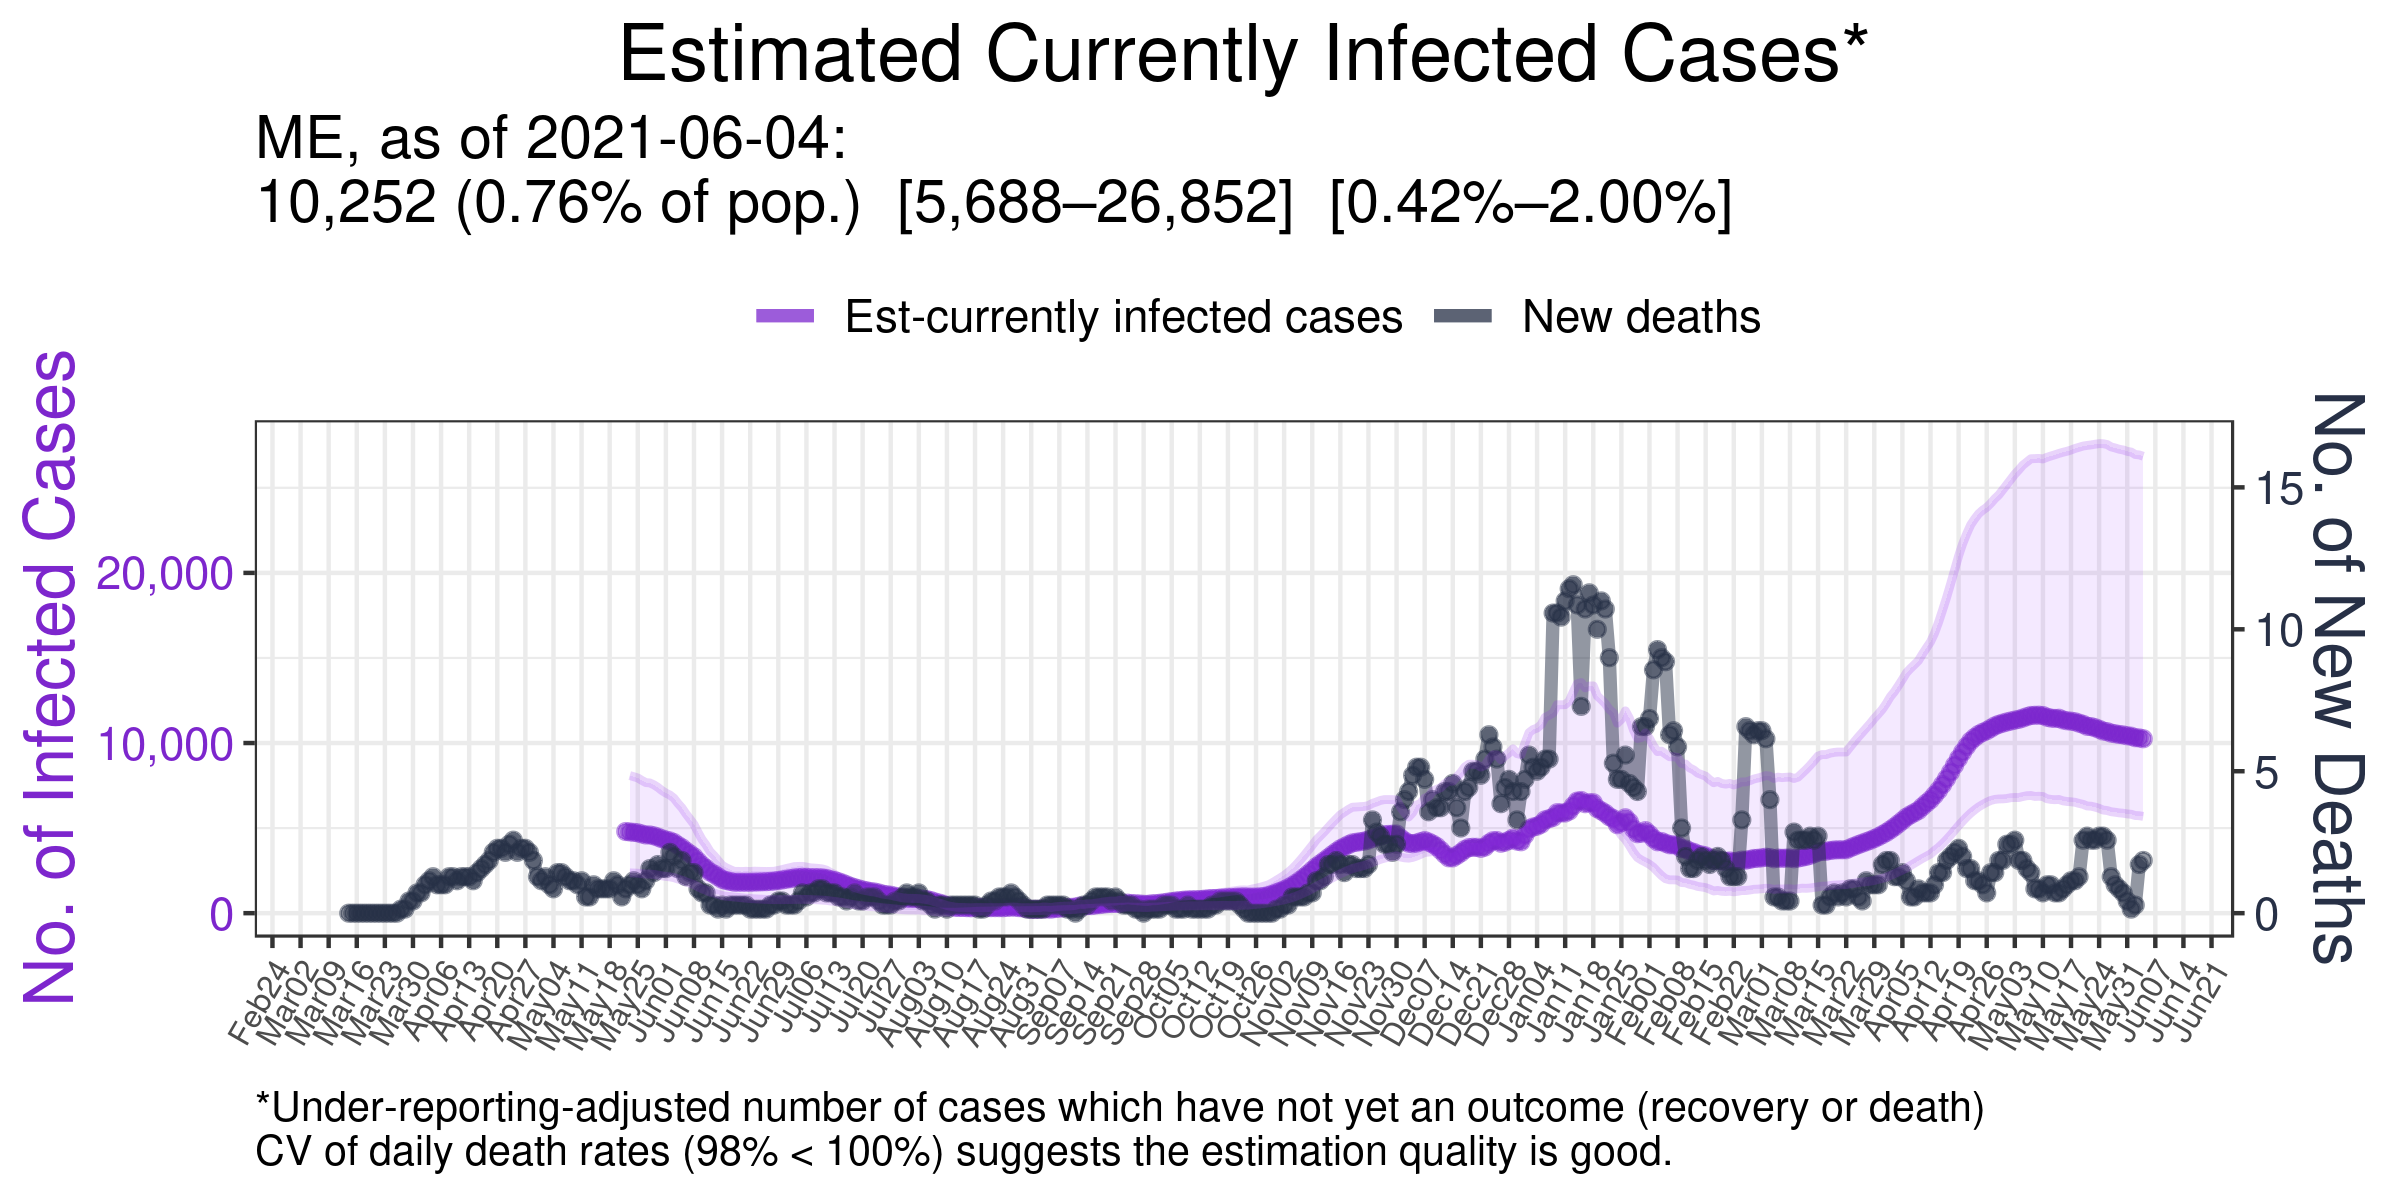 Estimated Currently Infected Cases*
ME, as of 2021-06-04:
10,252 (0.76% of pop.) [5,688–26,852] [0.42%–2.00%]
Est-currently infected cases
New deaths
No. of Infected Cases
20,000
10,000
0
15
10
5
0
No. of New Deaths
Feb24
Mar02
Mar09
Mar16
Mar23
Mar30
Apr06
Apr13
Apr20
Apr27
May04
May11
May18
May25
Jun01
Jun08
Jun15
Jun22
Jun29
Jul06
Jul13
Jul20
Jul27
Aug03
Aug10
Aug17
Aug24
Aug31
Sep07
Sep14
Sep21
Sep28
Oct05
Oct12
Oct19
Oct26
Nov02
Nov09
Nov16
Nov23
Nov30
Dec07
Dec14
Dec21
Dec28
Jan04
Jan11
Jan18
Jan25
Feb01
Feb08
Feb15
Feb22
Mar01
Mar08
Mar15
Mar22
Mar29
Apr05
Apr12
Apr19
Apr26
May03
May10
May17
May24
May31
Jun07
Jun14
Jun21
*Under-reporting-adjusted number of cases which have not yet an outcome (recovery or death)
CV of daily death rates (98% < 100%) suggests the estimation quality is good.